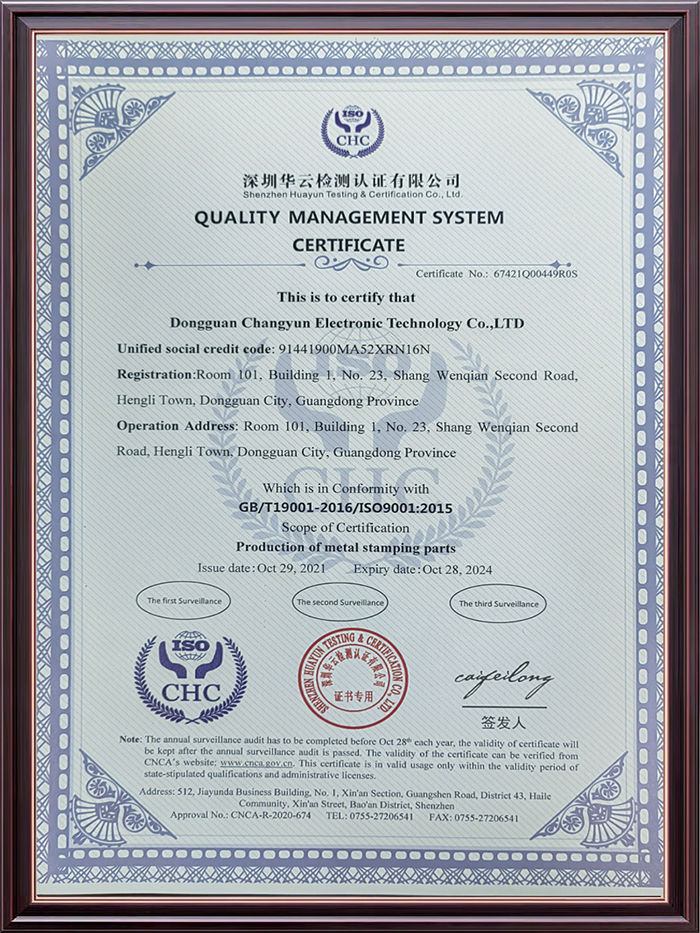 ISO
CHC
深圳华云检测认证有限公司
Shenzhen Huayun Testing & Certification Co., Ltd.
QUALITY MANAGEMENT SYSTEM
CERTIFICATE
Certificate No.: 67421Q00449R0S
This is to certify that
Dongguan Changyun Electronic Technology Co.,LTD
Unified social credit code: 91441900MA52XRN16N
Registration:Room 101, Building 1, No. 23, Shang Wenqian Second Road,
Hengli Town, Dongguan City, Guangdong Province
Operation Address: Room 101, Building 1, No. 23, Shang Wenqian Second
Road, Hengli Town, Dongguan City, Guangdong Province
Which is in Conformity with
GB/T19001-2016/ISO9001:2015
Scope of Certification
Production of metal stamping parts
Issue date:Oct 29, 2021 Expiry date:Oct 28, 2024
The first Surveillance
The second Surveillance
The third Surveillance
ISO
CHC
SHENZHEN HUAYUN TESTING & CERTIFICATION CO., LTD.
深圳华云检测认证有限公司
证书专用
caifeilong
签发人
Note: The annual surveillance audit has to be completed before Oct 28th each year, the validity of certificate will
be kept after the annual surveillance audit is passed. The validity of the certificate can be verified from
CNCA's website: www.cnca.gov.cn. This certificate is in valid usage only within the validity period of
state-stipulated qualifications and administrative licenses.
Address: 512, Jiayunda Business Building, No. 1, Xin'an Section, Guangshen Road, District 43, Haile
Community, Xin'an Street, Bao'an District, Shenzhen
Approval No.: CNCA-R-2020-674 TEL: 0755-27206541 FAX: 0755-27206541